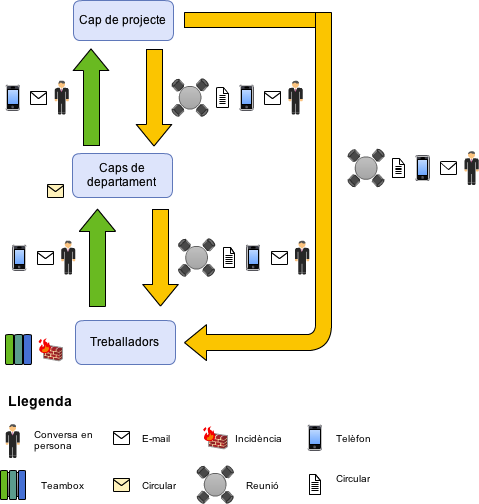 Cap de projecte
Caps de
departament
Treballadors
Llegenda
Conversa en
persona
E-mail
Incidència
Telèfon
Teambox
Circular
Reunió
Circular